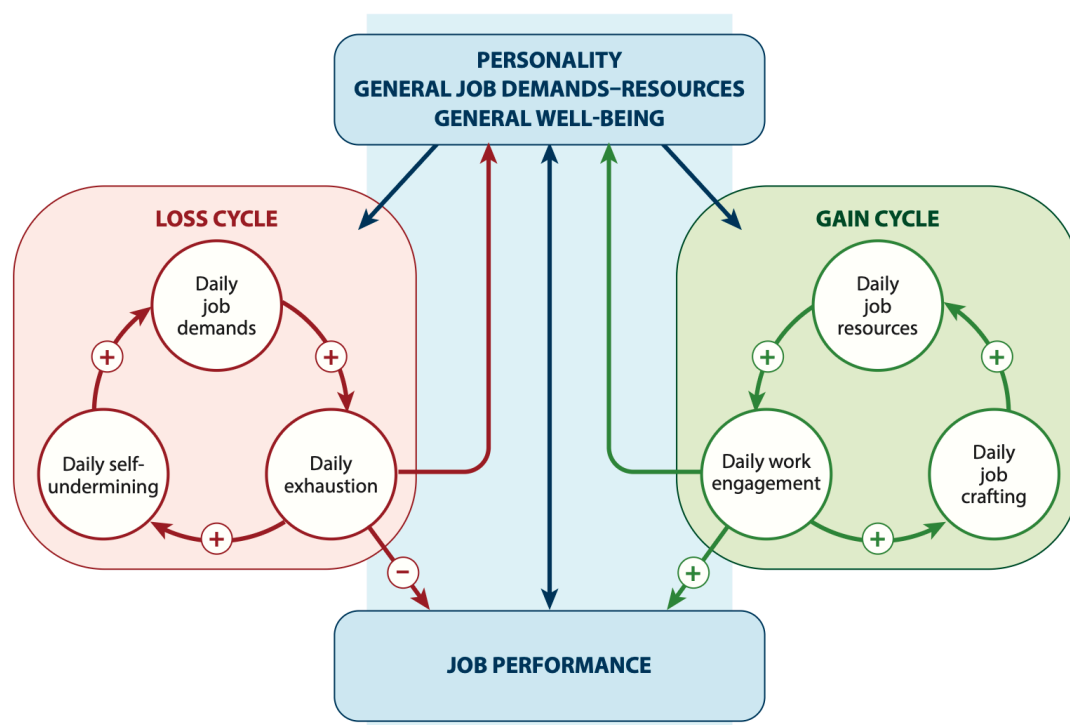 PERSONALITY
GENERAL JOB DEMANDS–RESOURCES
GENERAL WELL-BEING
LOSS CYCLE
Daily
job
demands
+
+
Daily self-
undermining
Daily
exhaustion
+
−
GAIN CYCLE
Daily
job
resources
+
+
Daily work
engagement
Daily
job
crafting
+
+
JOB PERFORMANCE